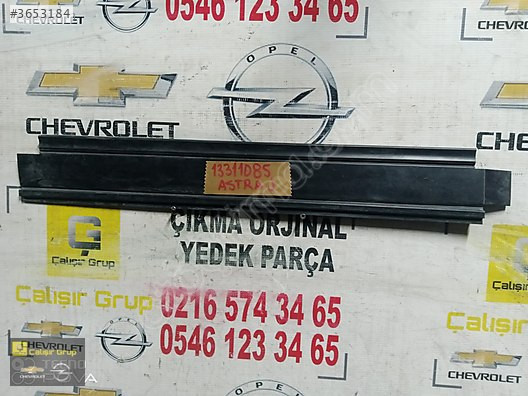 #3653184
0546 123 34 65
OPEL
CHEVROLET
CHEVROLET
13311085
ASTRA
ÇIKMA ORJİNAL
YEDEK PARÇA
Çalışır Grup
Çalışır Grup
Çalışır Grup
0216 574 34 65
0546 123 34 65
CHEVROLET
OPEL
Çalışır Grup
CHEVROLET
CHEVROLET